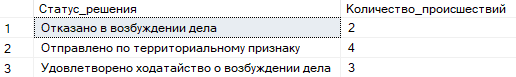 Статус_решения Количество_происшествий
1 Отказано в возбуждении дела 2
2 Отправлено по территориальному признаку 4
3 Удовлетворено ходатайство о возбуждении дела 3